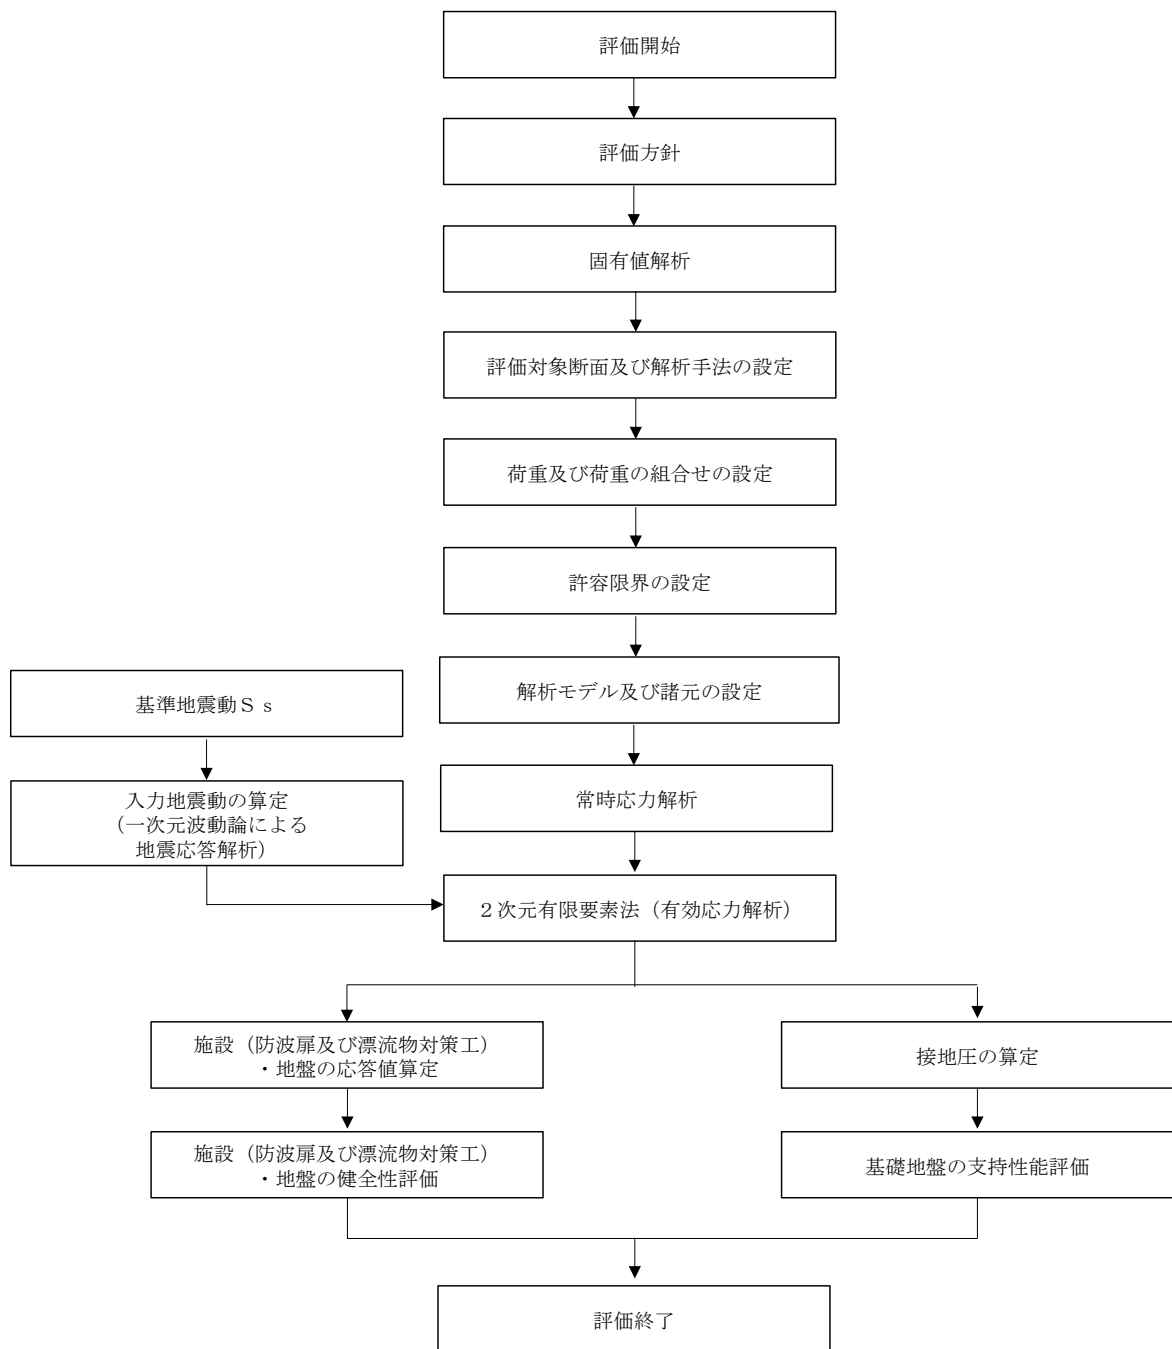 評価開始
評価方針
固有値解析
評価対象断面及び解析手法の設定
荷重及び荷重の組合せの設定
許容限界の設定
解析モデル及び諸元の設定
基準地震動Ｓｓ
常時応力解析
入力地震動の算定
（一次元波動論による
地震応答解析）
２次元有限要素法（有効応力解析）
施設（防波扉及び漂流物対策工）
・地盤の応答値算定
接地圧の算定
施設（防波扉及び漂流物対策工）
・地盤の健全性評価
基礎地盤の支持性能評価
評価終了